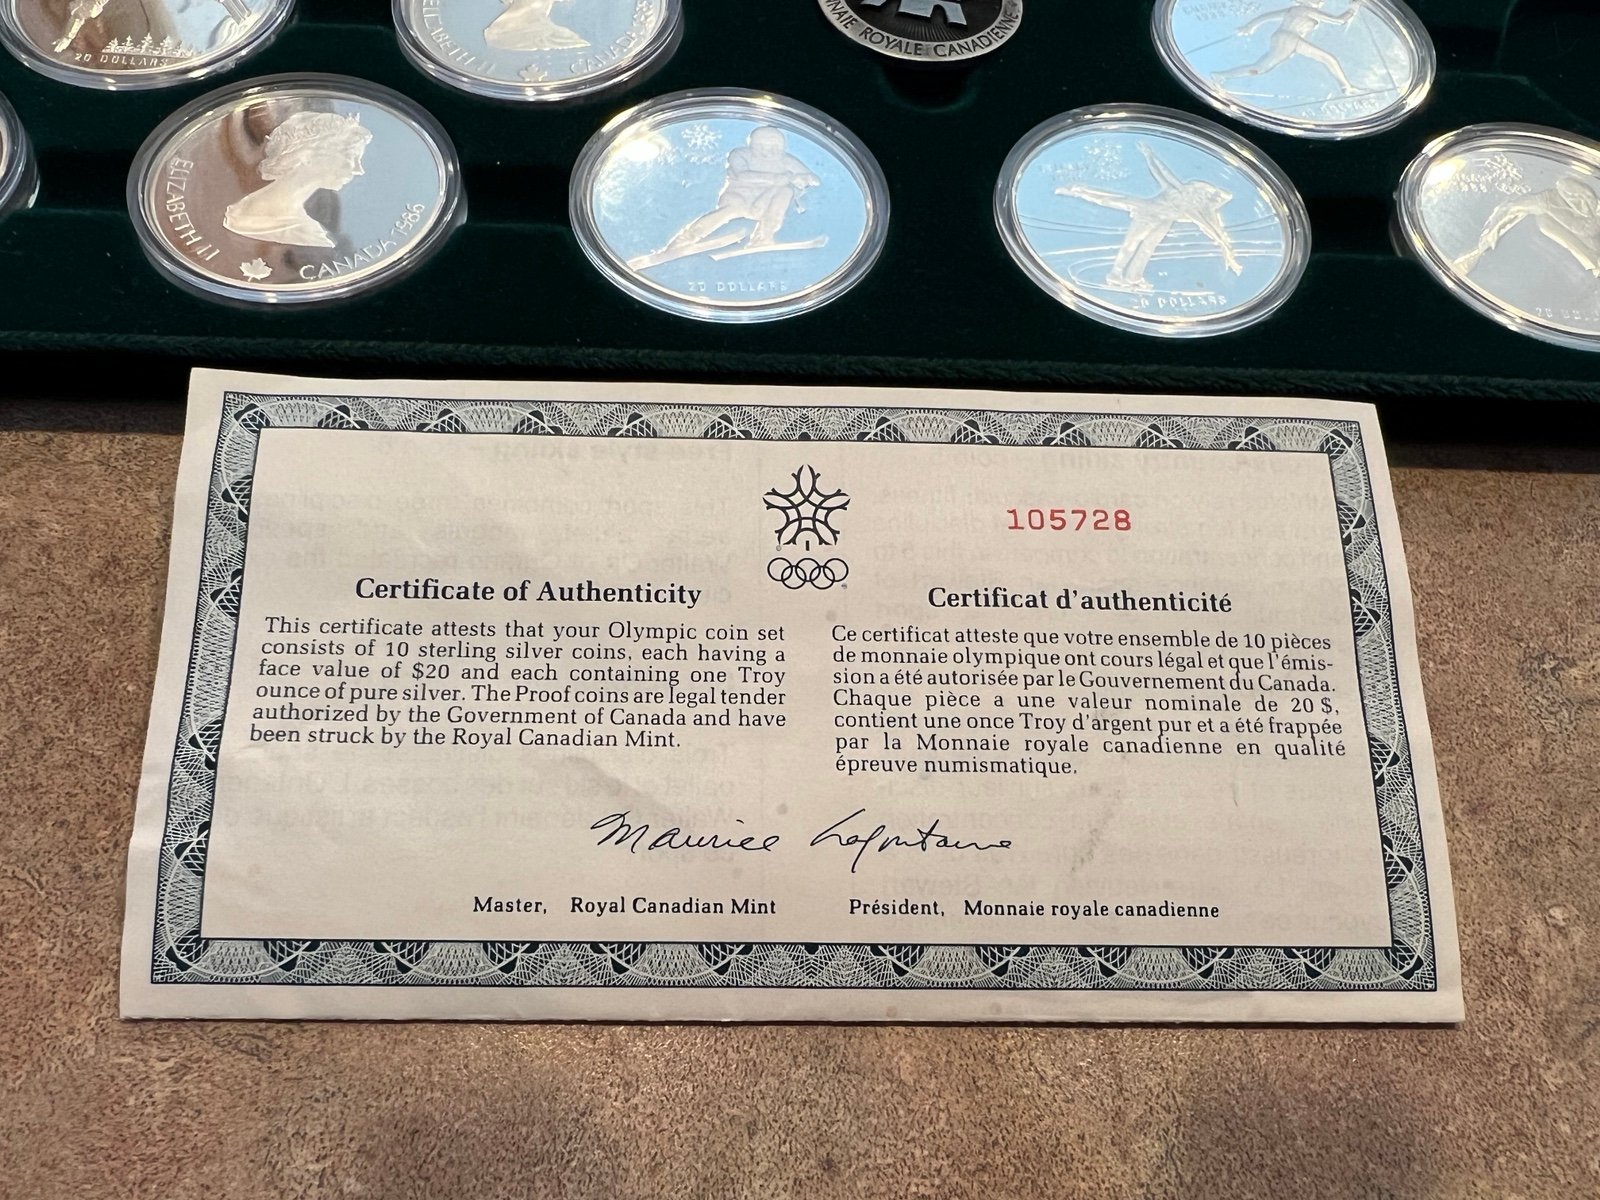 20 DOLLARS
ELIZABETH II
CANADA
MONNAIE ROYALE CANADIENNE
ELIZABETH II CANADA 1986
20 DOLLARS
20 DOLLARS
105728
Certificate of Authenticity
This certificate attests that your Olympic coin set
consists of 10 sterling silver coins, each having a
face value of $20 and each containing one Troy
ounce of pure silver. The Proof coins are legal tender
authorized by the Government of Canada and have
been struck by the Royal Canadian Mint.
Certificat d'authenticité
Ce certificat atteste que votre ensemble de 10 pièces
de monnaie olympique ont cours légal et que l'émis-
sion a été autorisée par le Gouvernement du Canada.
Chaque pièce a une valeur nominale de 20 $,
contient une once Troy d'argent pur et a été frappée
par la Monnaie royale canadienne en qualité
épreuve numismatique.
Maurice Lafontaine
Master, Royal Canadian Mint
Président, Monnaie royale canadienne